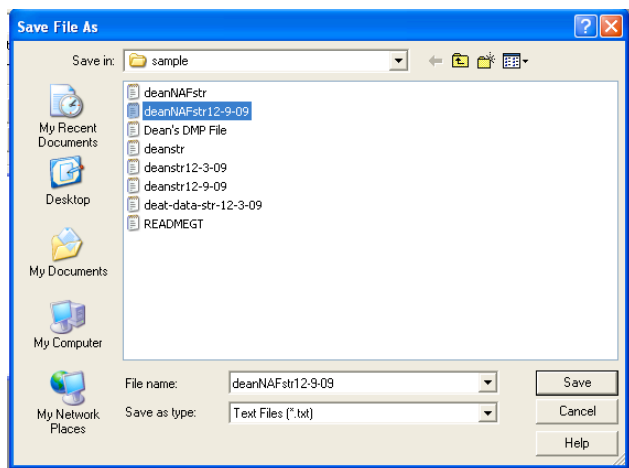 Save File As
Save in:
sample
My Recent
Documents
Desktop
My Documents
My Computer
My Network
Places
deanNAFstr
deanNAFstr12-9-09
Dean's DMP File
deanstr
deanstr12-3-09
deanstr12-9-09
deat-data-str-12-3-09
READMEGT
File name:
deanNAFstr12-9-09
Save
Save as type:
Text Files (*.txt)
Cancel
Help